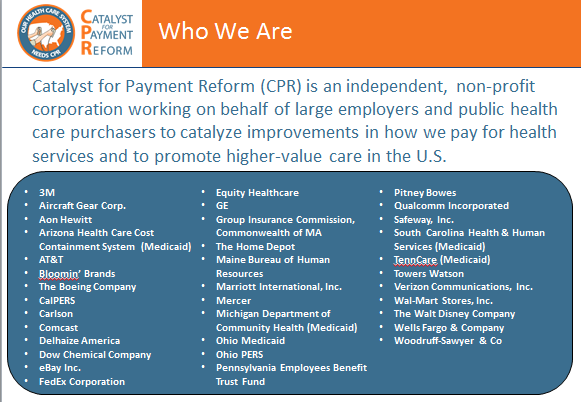 OUR HEALTH CARE SYSTEM
NEEDS CPR
CATALYST
FOR
PAYMENT
REFORM
Who We Are
Catalyst for Payment Reform (CPR) is an independent, non-profit
corporation working on behalf of large employers and public health
care purchasers to catalyze improvements in how we pay for health
services and to promote higher-value care in the U.S.
• 3M
• Aircraft Gear Corp.
• Aon Hewitt
• Arizona Health Care Cost
Containment System (Medicaid)
• AT&T
• Bloomin' Brands
• The Boeing Company
• CalPERS
• Carlson
• Comcast
• Delhaize America
• Dow Chemical Company
• eBay Inc.
• FedEx Corporation
• Equity Healthcare
• GE
• Group Insurance Commission,
Commonwealth of MA
• The Home Depot
• Maine Bureau of Human
Resources
• Marriott International, Inc.
• Mercer
• Michigan Department of
Community Health (Medicaid)
• Ohio Medicaid
• Ohio PERS
• Pennsylvania Employees Benefit
Trust Fund
• Pitney Bowes
• Qualcomm Incorporated
• Safeway, Inc.
• South Carolina Health & Human
Services (Medicaid)
• TennCare (Medicaid)
• Towers Watson
• Verizon Communications, Inc.
• Wal-Mart Stores, Inc.
• The Walt Disney Company
• Wells Fargo & Company
• Woodruff-Sawyer & Co